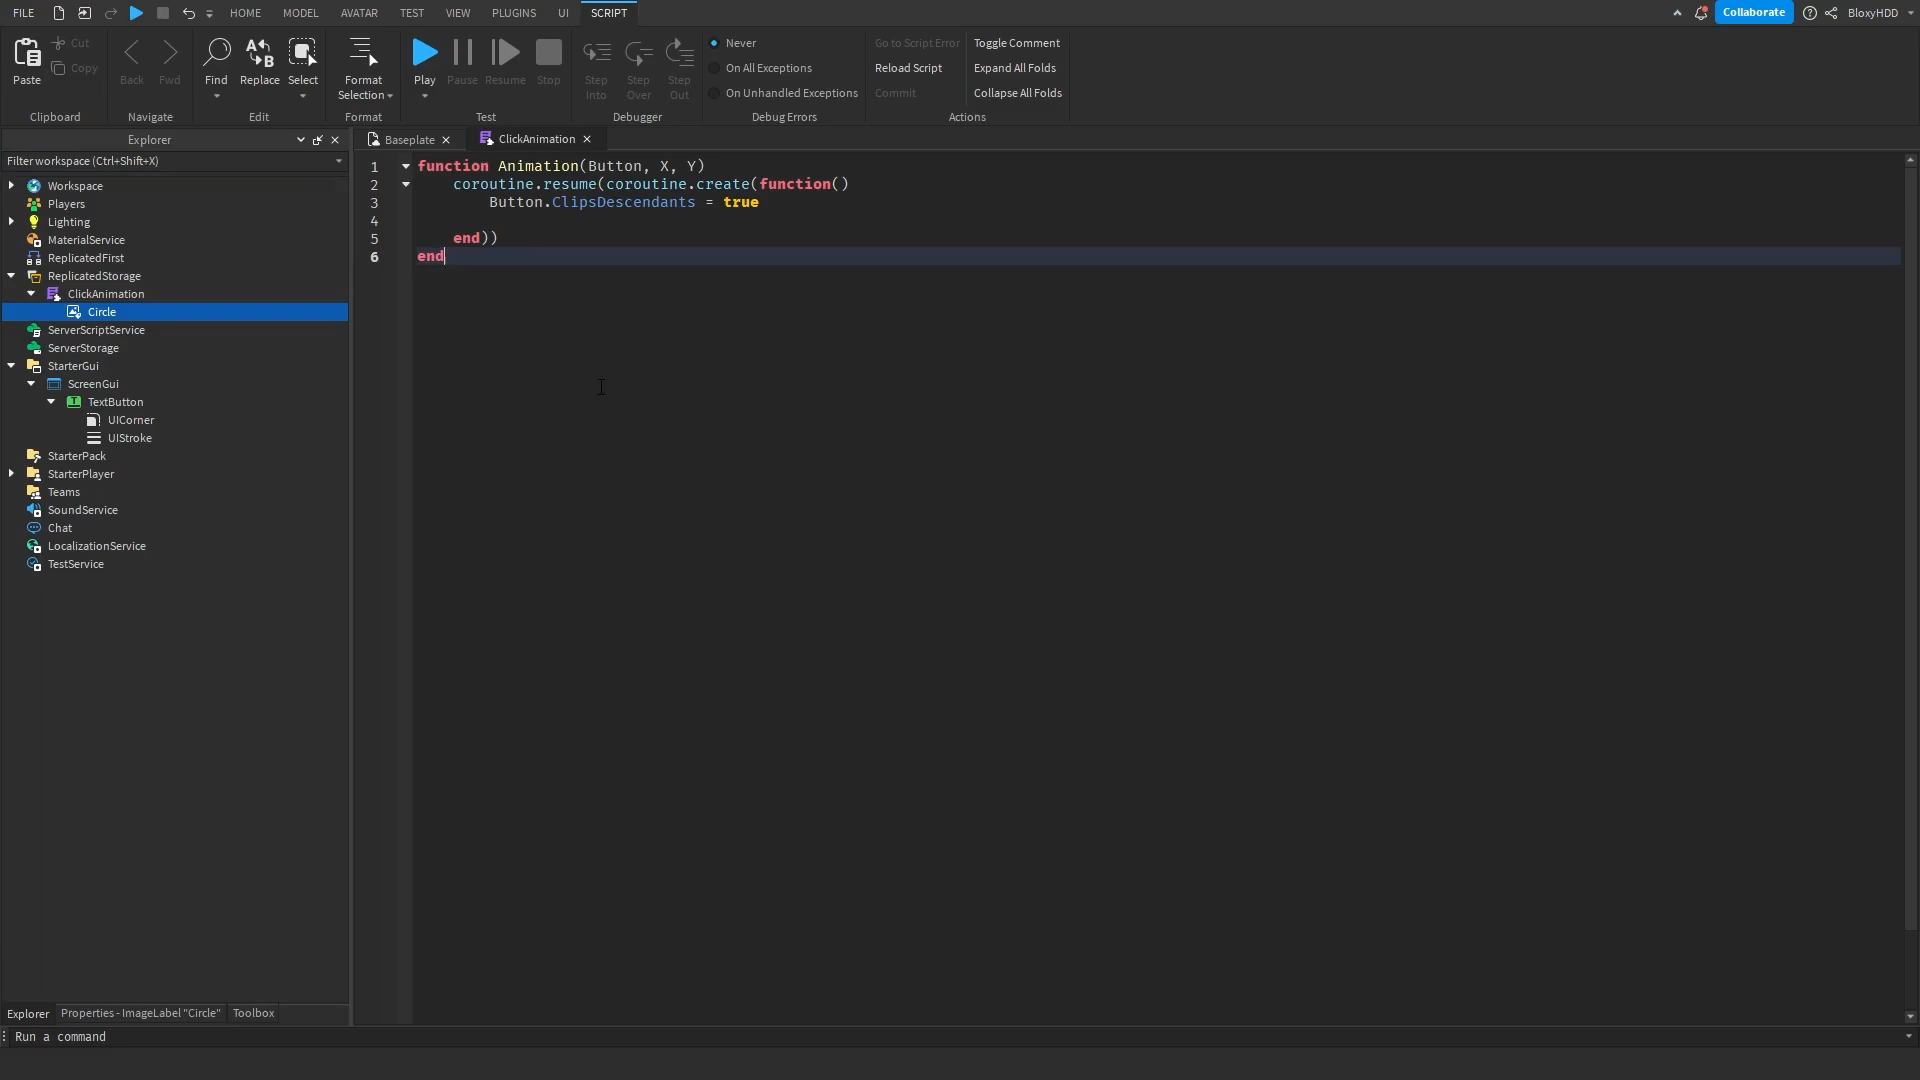 FILE HOME MODEL AVATAR TEST VIEW PLUGINS UI SCRIPT Collaborate BloxyHDD
Paste Cut Copy
Clipboard
Back Fwd
Navigate
Find Replace Select
Edit
Format Selection
Format
Play Pause Resume Stop
Test
Step Into Step Over Step Out
Debugger
Never
On All Exceptions
On Unhandled Exceptions
Debug Errors
Go to Script Error Toggle Comment
Reload Script Expand All Folds
Commit Collapse All Folds
Actions
Explorer
Filter workspace (Ctrl+Shift+X)
Workspace
Players
Lighting
MaterialService
ReplicatedFirst
ReplicatedStorage
ClickAnimation
Circle
ServerScriptService
ServerStorage
StarterGui
ScreenGui
TextButton
UICorner
UIStroke
StarterPack
StarterPlayer
Teams
SoundService
Chat
LocalizationService
TestService
Explorer Properties - ImageLabel "Circle" Toolbox
Baseplate ClickAnimation
1 function Animation(Button, X, Y)
2 coroutine.resume(coroutine.create(function()
3 Button.ClipsDescendants = true
4
5 end))
6 end
Run a command